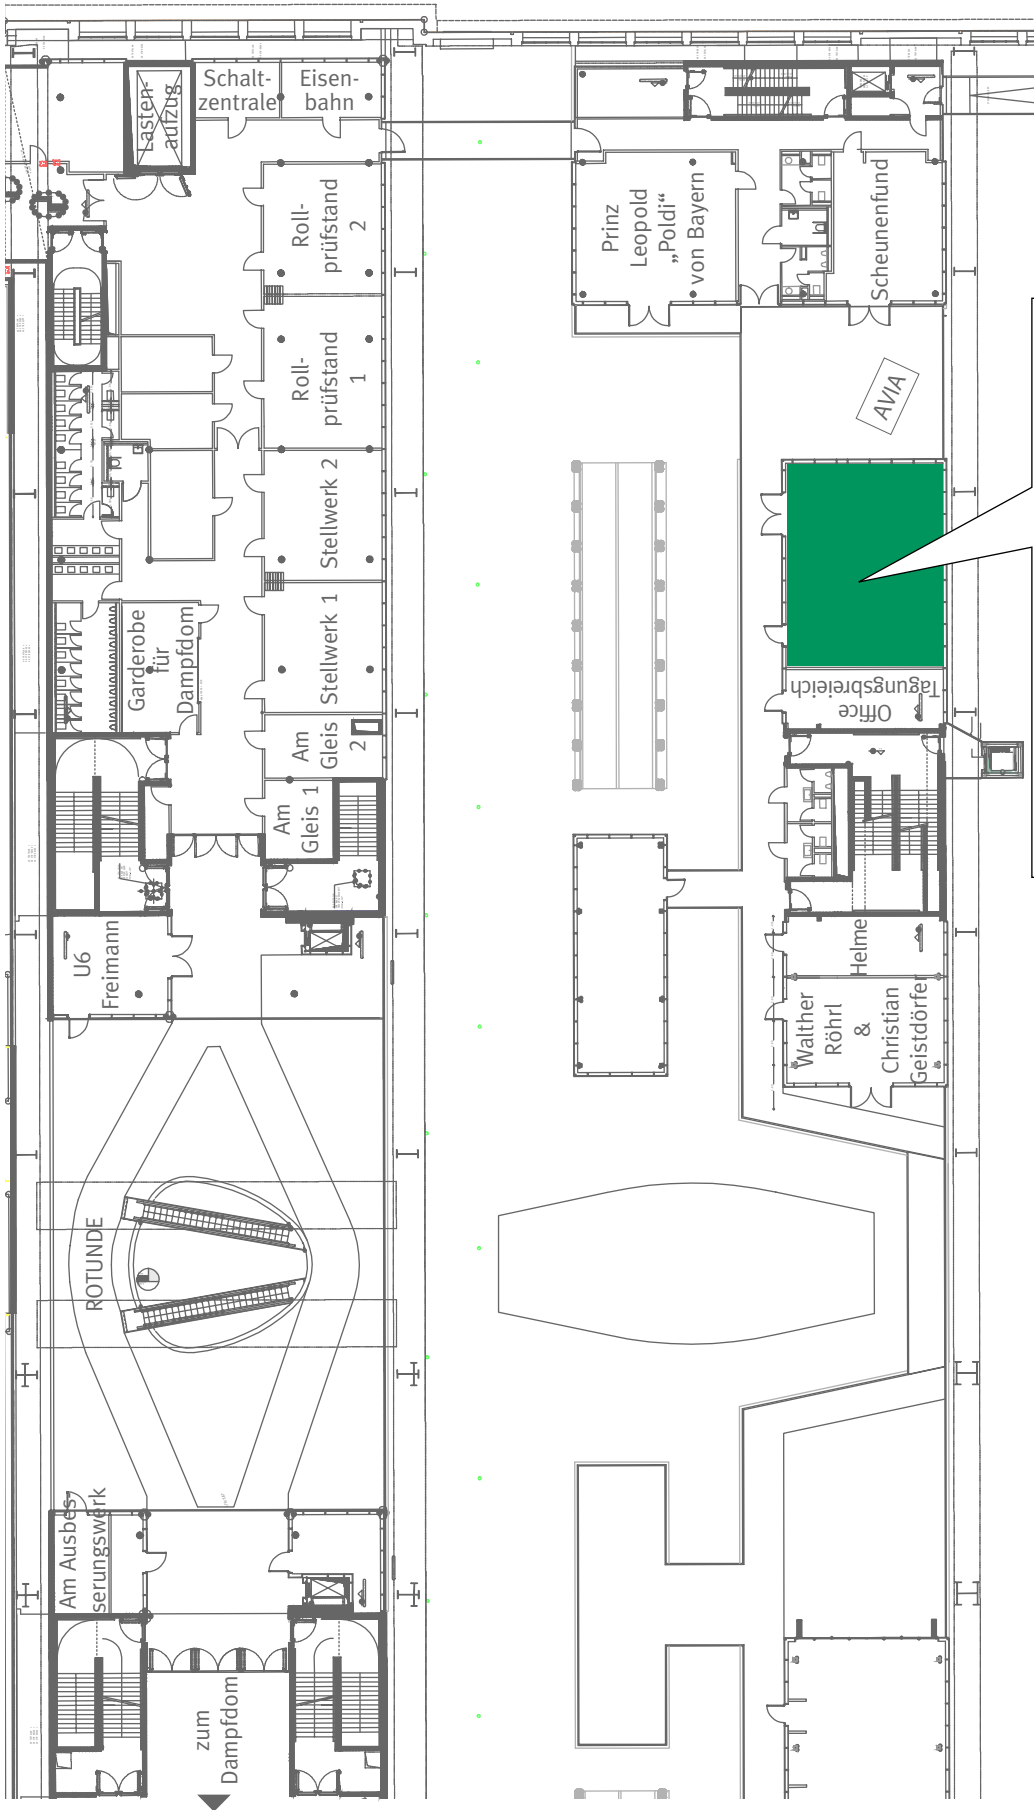 Lasten-
aufzug
Schalt-
zentrale
Eisen-
bahn
Roll-
prüfstand
2
Roll-
prüfstand
1
Stellwerk 2
Stellwerk 1
Garderobe
für
Dampfdom
Am
Gleis
2
Am
Gleis 1
U6
Freimann
ROTUNDE
Am Ausbes
serungswerk
zum
Dampfdom
Prinz
Leopold
„Poldi“
von Bayern
Scheunenfund
AVIA
Office
Tagungsbreieich
Helme
Walther
Röhrl
&
Christian
Geistdörfer